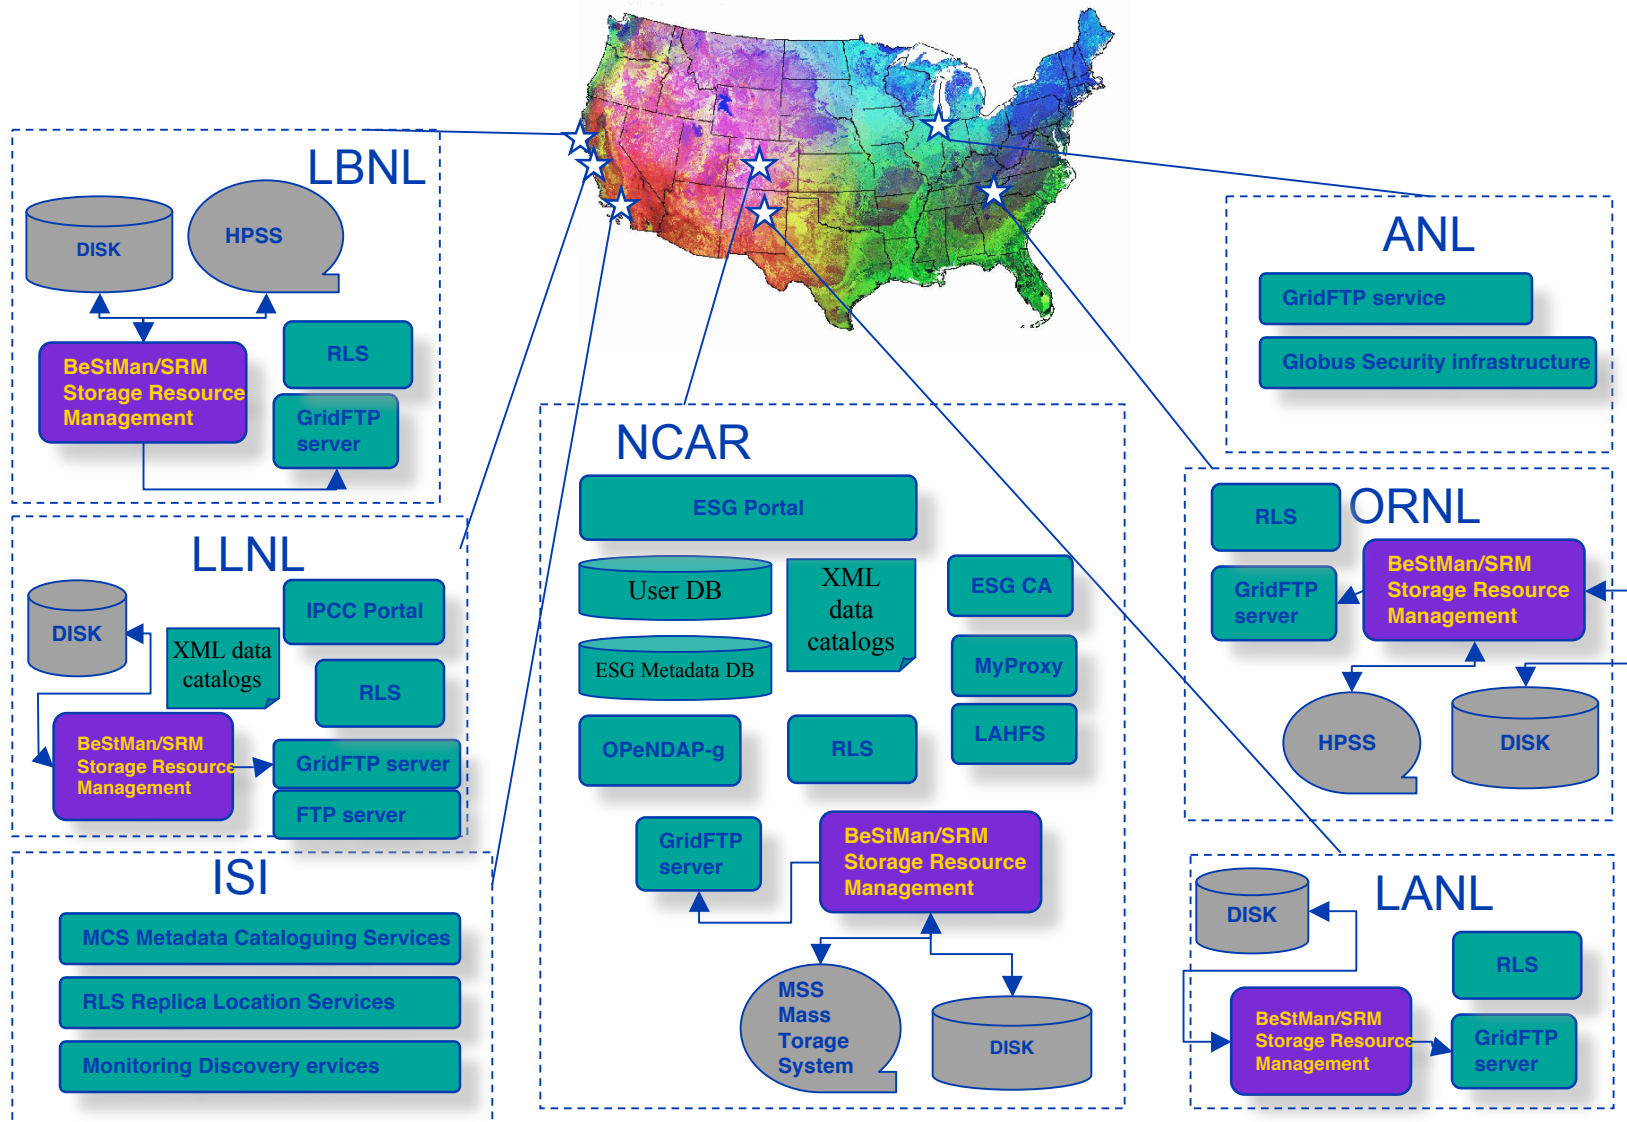 LBNL
DISK
HPSS
BeStMan/SRM
Storage Resource
Management
RLS
GridFTP
server
LLNL
DISK
XML data
catalogs
IPCC Portal
RLS
BeStMan/SRM
Storage Resource
Management
GridFTP server
FTP server
ISI
MCS Metadata Cataloguing Services
RLS Replica Location Services
Monitoring Discovery ervices
NCAR
ESG Portal
User DB
XML
data
catalogs
ESG CA
ESG Metadata DB
MyProxy
OPeNDAP-g
RLS
LAHFS
GridFTP
server
BeStMan/SRM
Storage Resource
Management
MSS
Mass
Torage
System
DISK
ANL
GridFTP service
Globus Security infrastructure
ORNL
RLS
GridFTP
server
BeStMan/SRM
Storage Resource
Management
HPSS
DISK
LANL
DISK
RLS
BeStMan/SRM
Storage Resource
Management
GridFTP
server